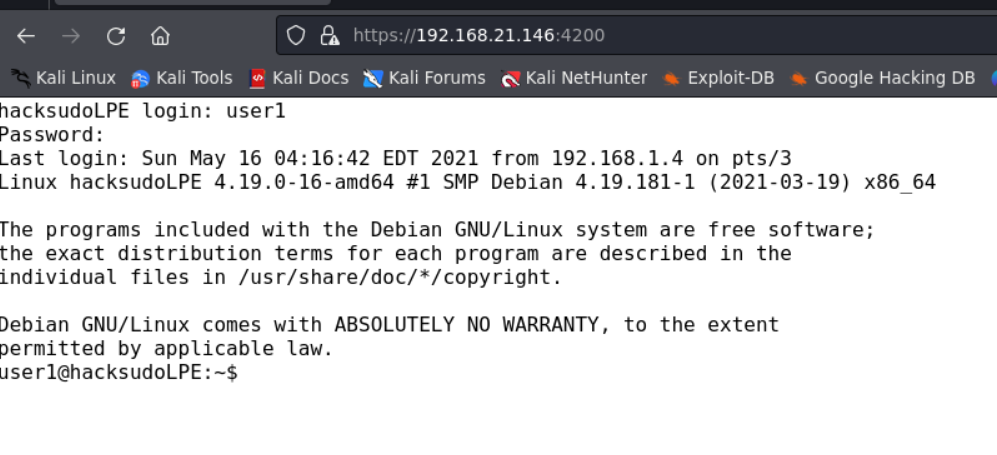 https://192.168.21.146:4200
Kali Linux Kali Tools Kali Docs Kali Forums Kali NetHunter Exploit-DB Google Hacking DB
hacksudoLPE login: user1
Password:
Last login: Sun May 16 04:16:42 EDT 2021 from 192.168.1.4 on pts/3
Linux hacksudoLPE 4.19.0-16-amd64 #1 SMP Debian 4.19.181-1 (2021-03-19) x86_64
The programs included with the Debian GNU/Linux system are free software;
the exact distribution terms for each program are described in the
individual files in /usr/share/doc/*/copyright.
Debian GNU/Linux comes with ABSOLUTELY NO WARRANTY, to the extent
permitted by applicable law.
user1@hacksudoLPE:~$